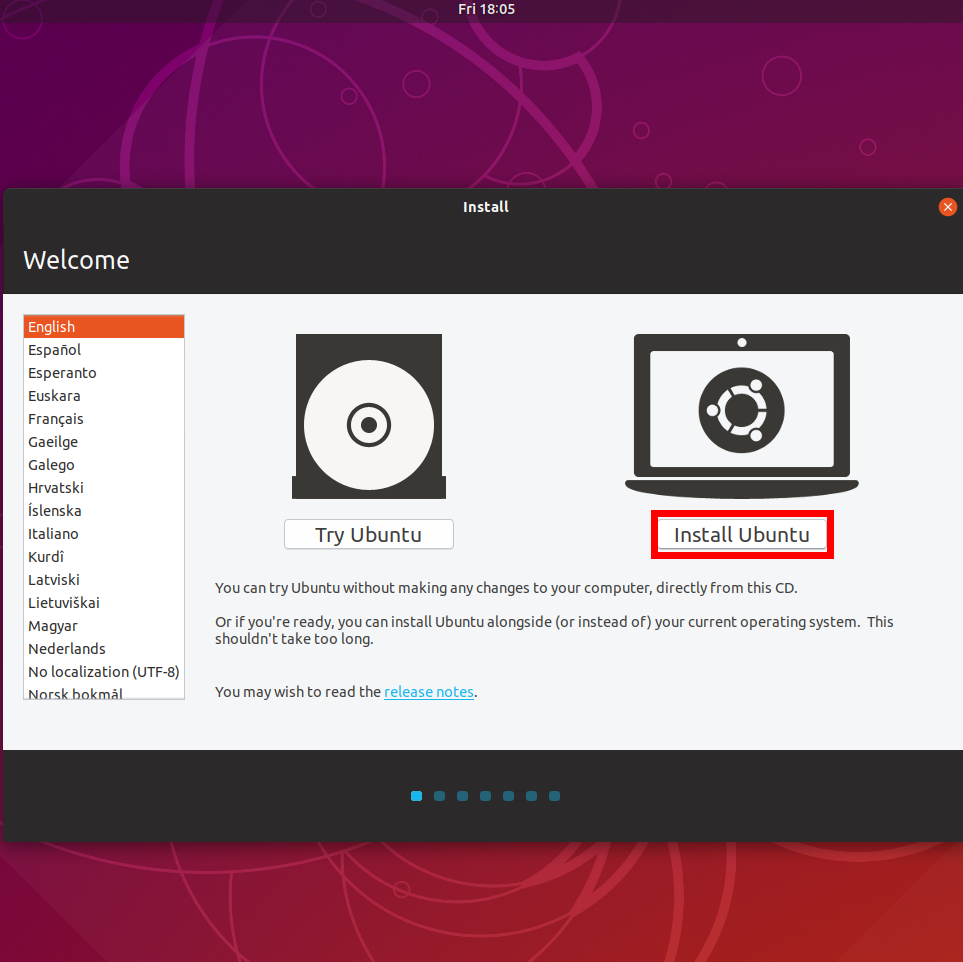 Fri 18:05
Install
Welcome
English
Español
Esperanto
Euskara
Français
Gaeilge
Galego
Hrvatski
Íslenska
Italiano
Kurdî
Latviski
Lietuviškai
Magyar
Nederlands
No localization (UTF-8)
Norsk bokmål
Try Ubuntu
Install Ubuntu
You can try Ubuntu without making any changes to your computer, directly from this CD.
Or if you're ready, you can install Ubuntu alongside (or instead of) your current operating system.  This
shouldn't take too long.
You may wish to read the release notes.